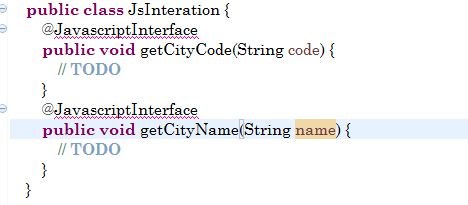 public class JsInteration {
@JavascriptInterface
public void getCityCode(String code) {
// TODO
}
@JavascriptInterface
public void getCityName(String name) {
// TODO
}
}